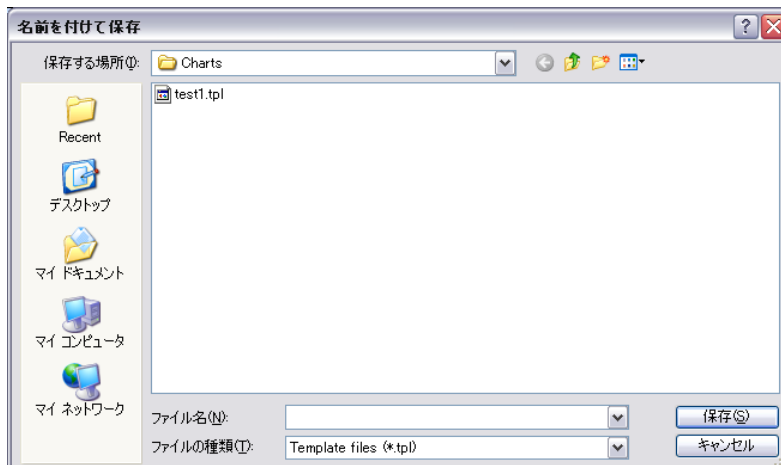 名前を付けて保存
保存する場所(I):
Charts
test1.tpl
Recent
デスクトップ
マイ ドキュメント
マイ コンピュータ
マイ ネットワーク
ファイル名(N):
保存(S)
ファイルの種類(T):
Template files (*.tpl)
キャンセル